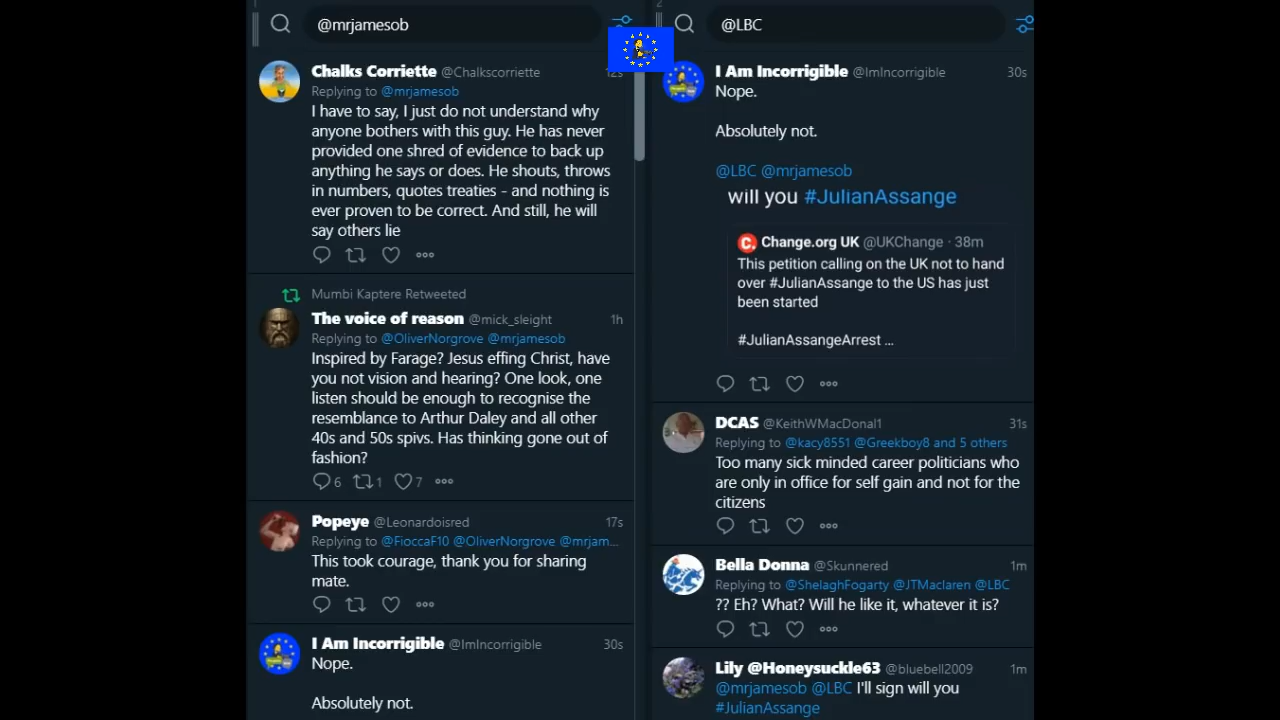 1
@mrjamesob
Chalks Corriette @Chalkscorriette 12s
Replying to @mrjamesob
I have to say, I just do not understand why
anyone bothers with this guy. He has never
provided one shred of evidence to back up
anything he says or does. He shouts, throws
in numbers, quotes treaties - and nothing is
ever proven to be correct. And still, he will
say others lie
Mumbi Kaptere Retweeted
The voice of reason @mick_sleight 1h
Replying to @OliverNorgrove @mrjamesob
Inspired by Farage? Jesus effing Christ, have
you not vision and hearing? One look, one
listen should be enough to recognise the
resemblance to Arthur Daley and all other
40s and 50s spivs. Has thinking gone out of
fashion?
6 1 7
Popeye @Leonardoisred 17s
Replying to @FioccaF10 @OliverNorgrove @mrjam...
This took courage, thank you for sharing
mate.
I Am Incorrigible @ImIncorrigible 30s
Nope.
Absolutely not.
2
@LBC
I Am Incorrigible @ImIncorrigible 30s
Nope.
Absolutely not.
@LBC @mrjamesob
will you #JulianAssange
Change.org UK @UKChange · 38m
This petition calling on the UK not to hand
over #JulianAssange to the US has just
been started
#JulianAssangeArrest ...
DCAS @KeithWMacDonal1 31s
Replying to @kacy8551 @Greekboy8 and 5 others
Too many sick minded career politicians who
are only in office for self gain and not for the
citizens
Bella Donna @Skunnered 1m
Replying to @ShelaghFogarty @JTMaclaren @LBC
?? Eh? What? Will he like it, whatever it is?
Lily @Honeysuckle63 @bluebell2009 1m
@mrjamesob @LBC I'll sign will you
#JulianAssange